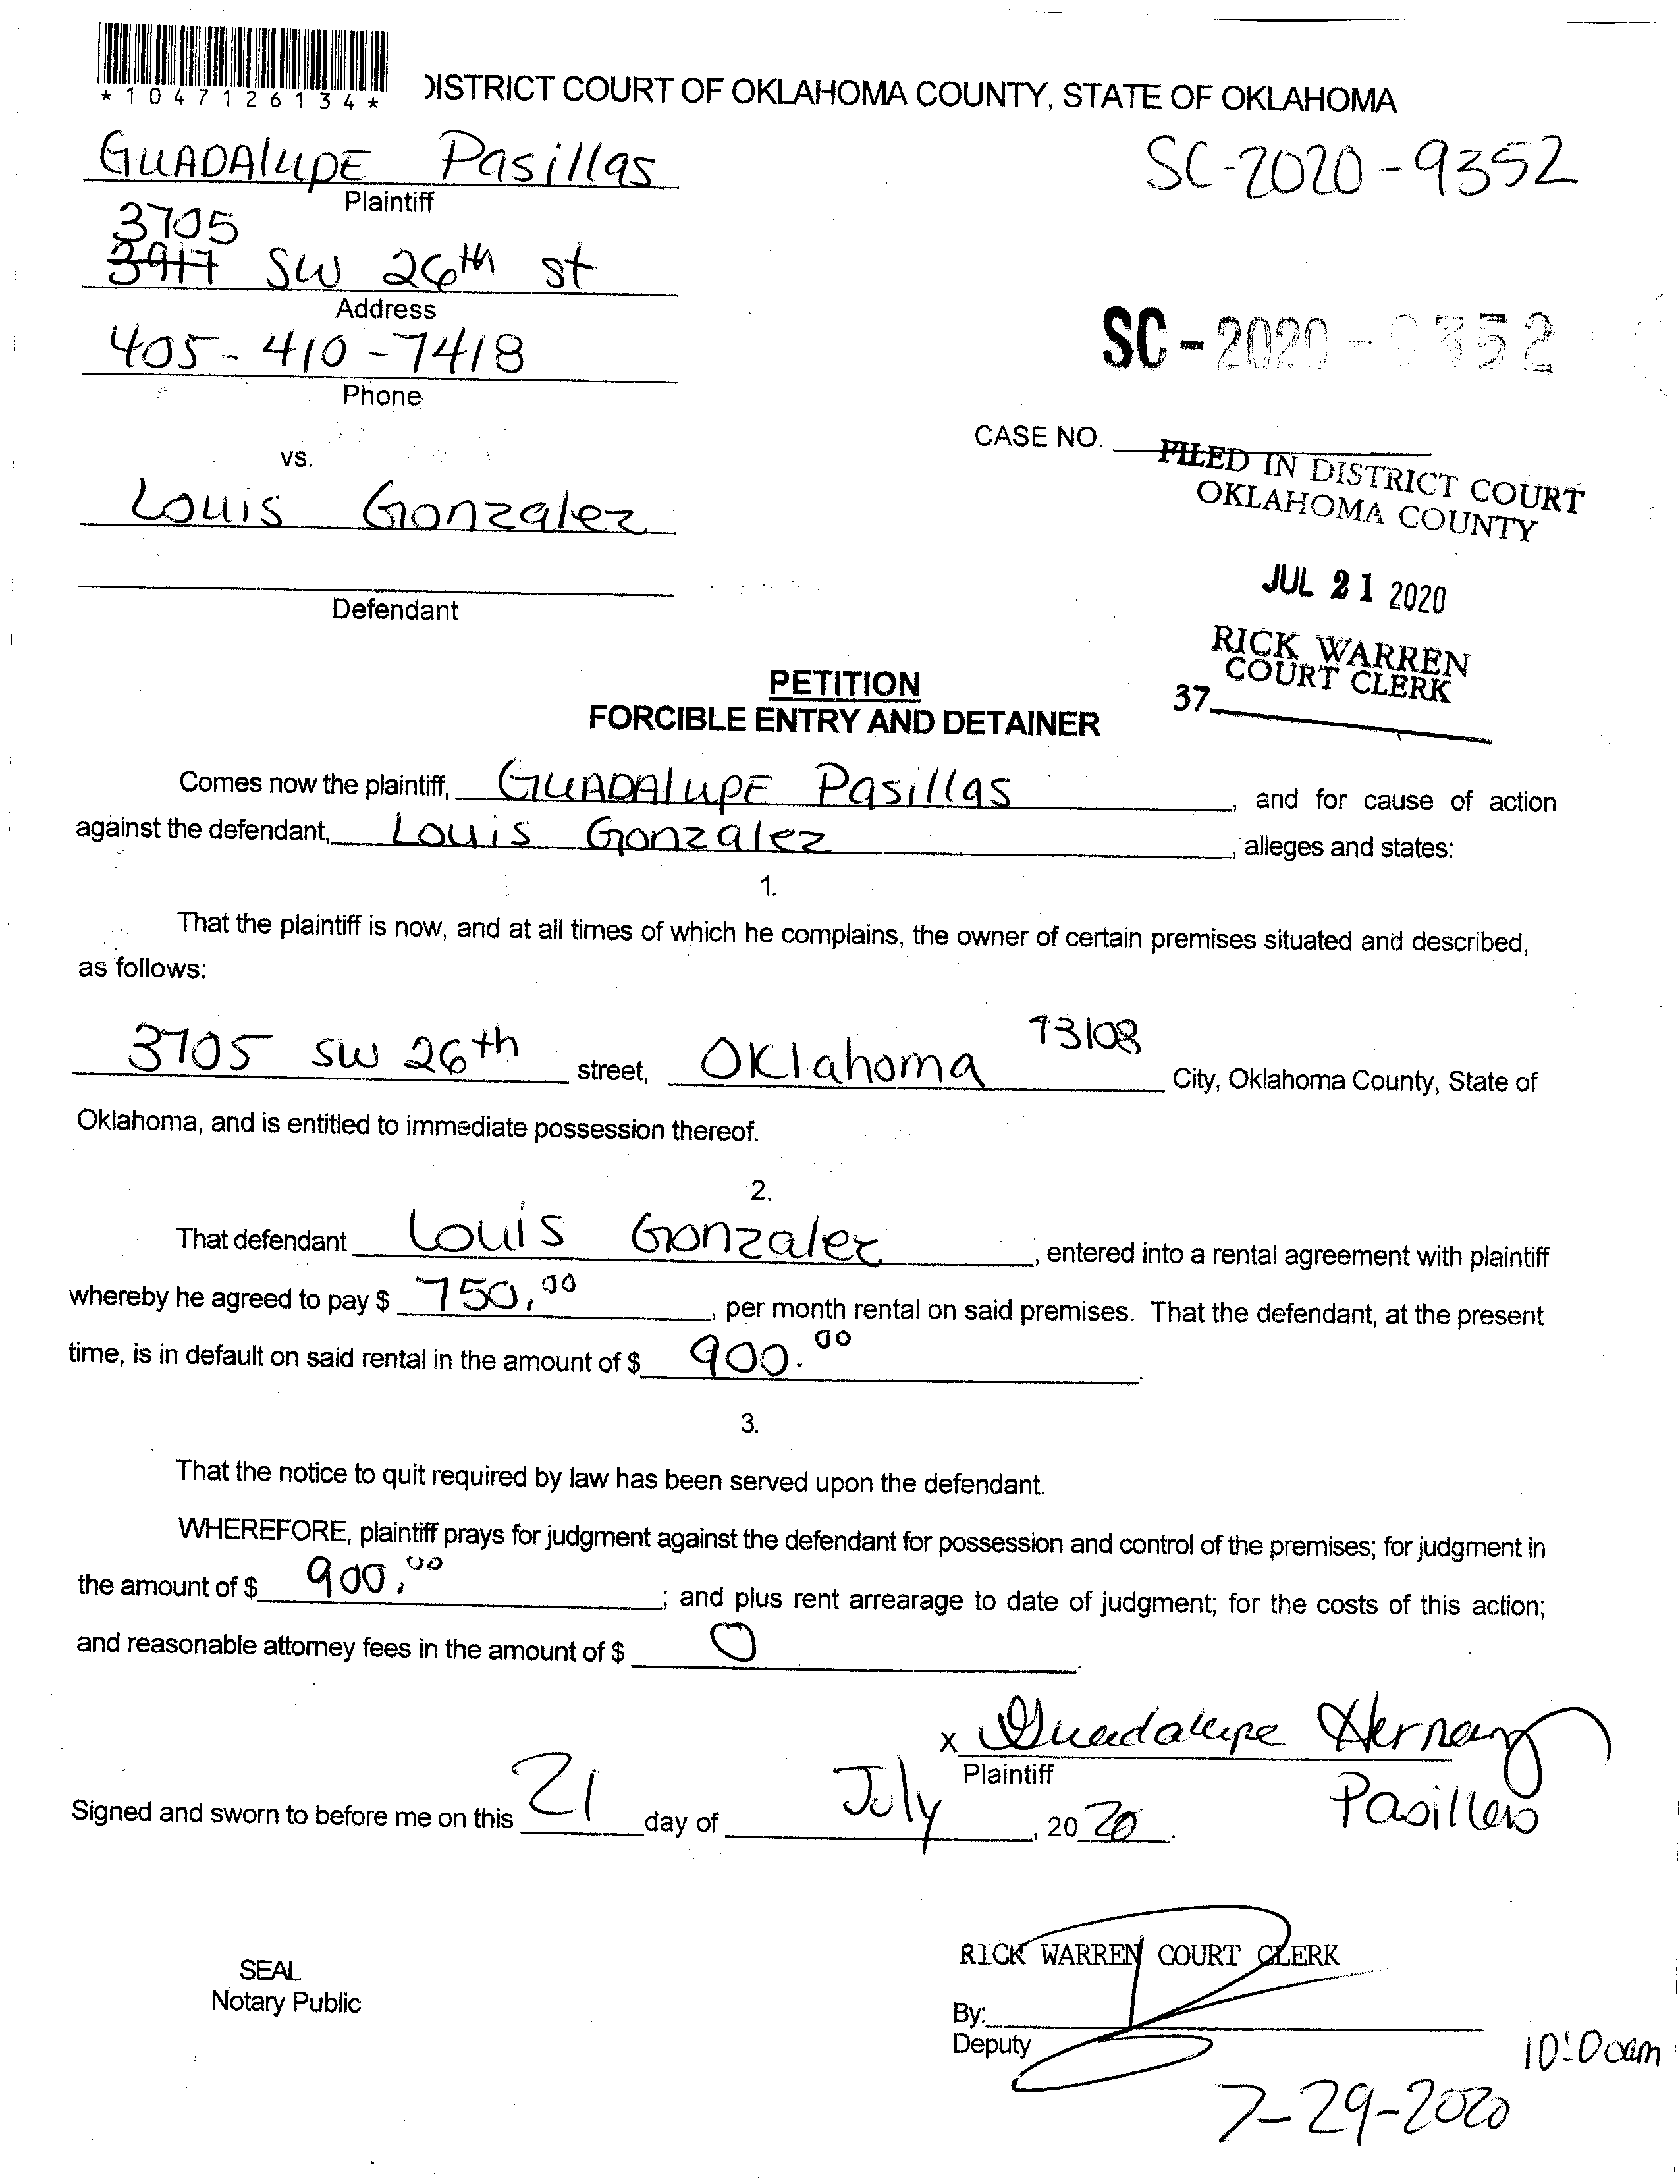 *1047126134*
DISTRICT COURT OF OKLAHOMA COUNTY, STATE OF OKLAHOMA
GUADAlUPE Pasillas
Plaintiff
SC-2020-9352
3705
3917 SW 26th st
Address
405-410-7418
Phone
SC-2020-9352
CASE NO.
FILED IN DISTRICT COURT
OKLAHOMA COUNTY
vs.
Louis Gonzalez
JUL 21 2020
Defendant
RICK WARREN
COURT CLERK
37
PETITION
FORCIBLE ENTRY AND DETAINER
Comes now the plaintiff, GUADAlUPE Pasillas, and for cause of action
against the defendant, Louis Gonzalez, alleges and states:
1.
That the plaintiff is now, and at all times of which he complains, the owner of certain premises situated and described,
as follows:
3705 SW 26th street, Oklahoma 73108 City, Oklahoma County, State of
Oklahoma, and is entitled to immediate possession thereof.
2.
That defendant Louis Gonzalez, entered into a rental agreement with plaintiff
whereby he agreed to pay $ 750.00, per month rental on said premises. That the defendant, at the present
time, is in default on said rental in the amount of $ 900.00.
3.
That the notice to quit required by law has been served upon the defendant.
WHEREFORE, plaintiff prays for judgment against the defendant for possession and control of the premises; for judgment in
the amount of $ 900.00; and plus rent arrearage to date of judgment; for the costs of this action;
and reasonable attorney fees in the amount of $ 0.
x Guadalupe
Plaintiff
Pasillas
Signed and sworn to before me on this 21 day of July, 2020.
RICK WARREN COURT CLERK
SEAL
Notary Public
By:
Deputy
10:00am
7-29-2020